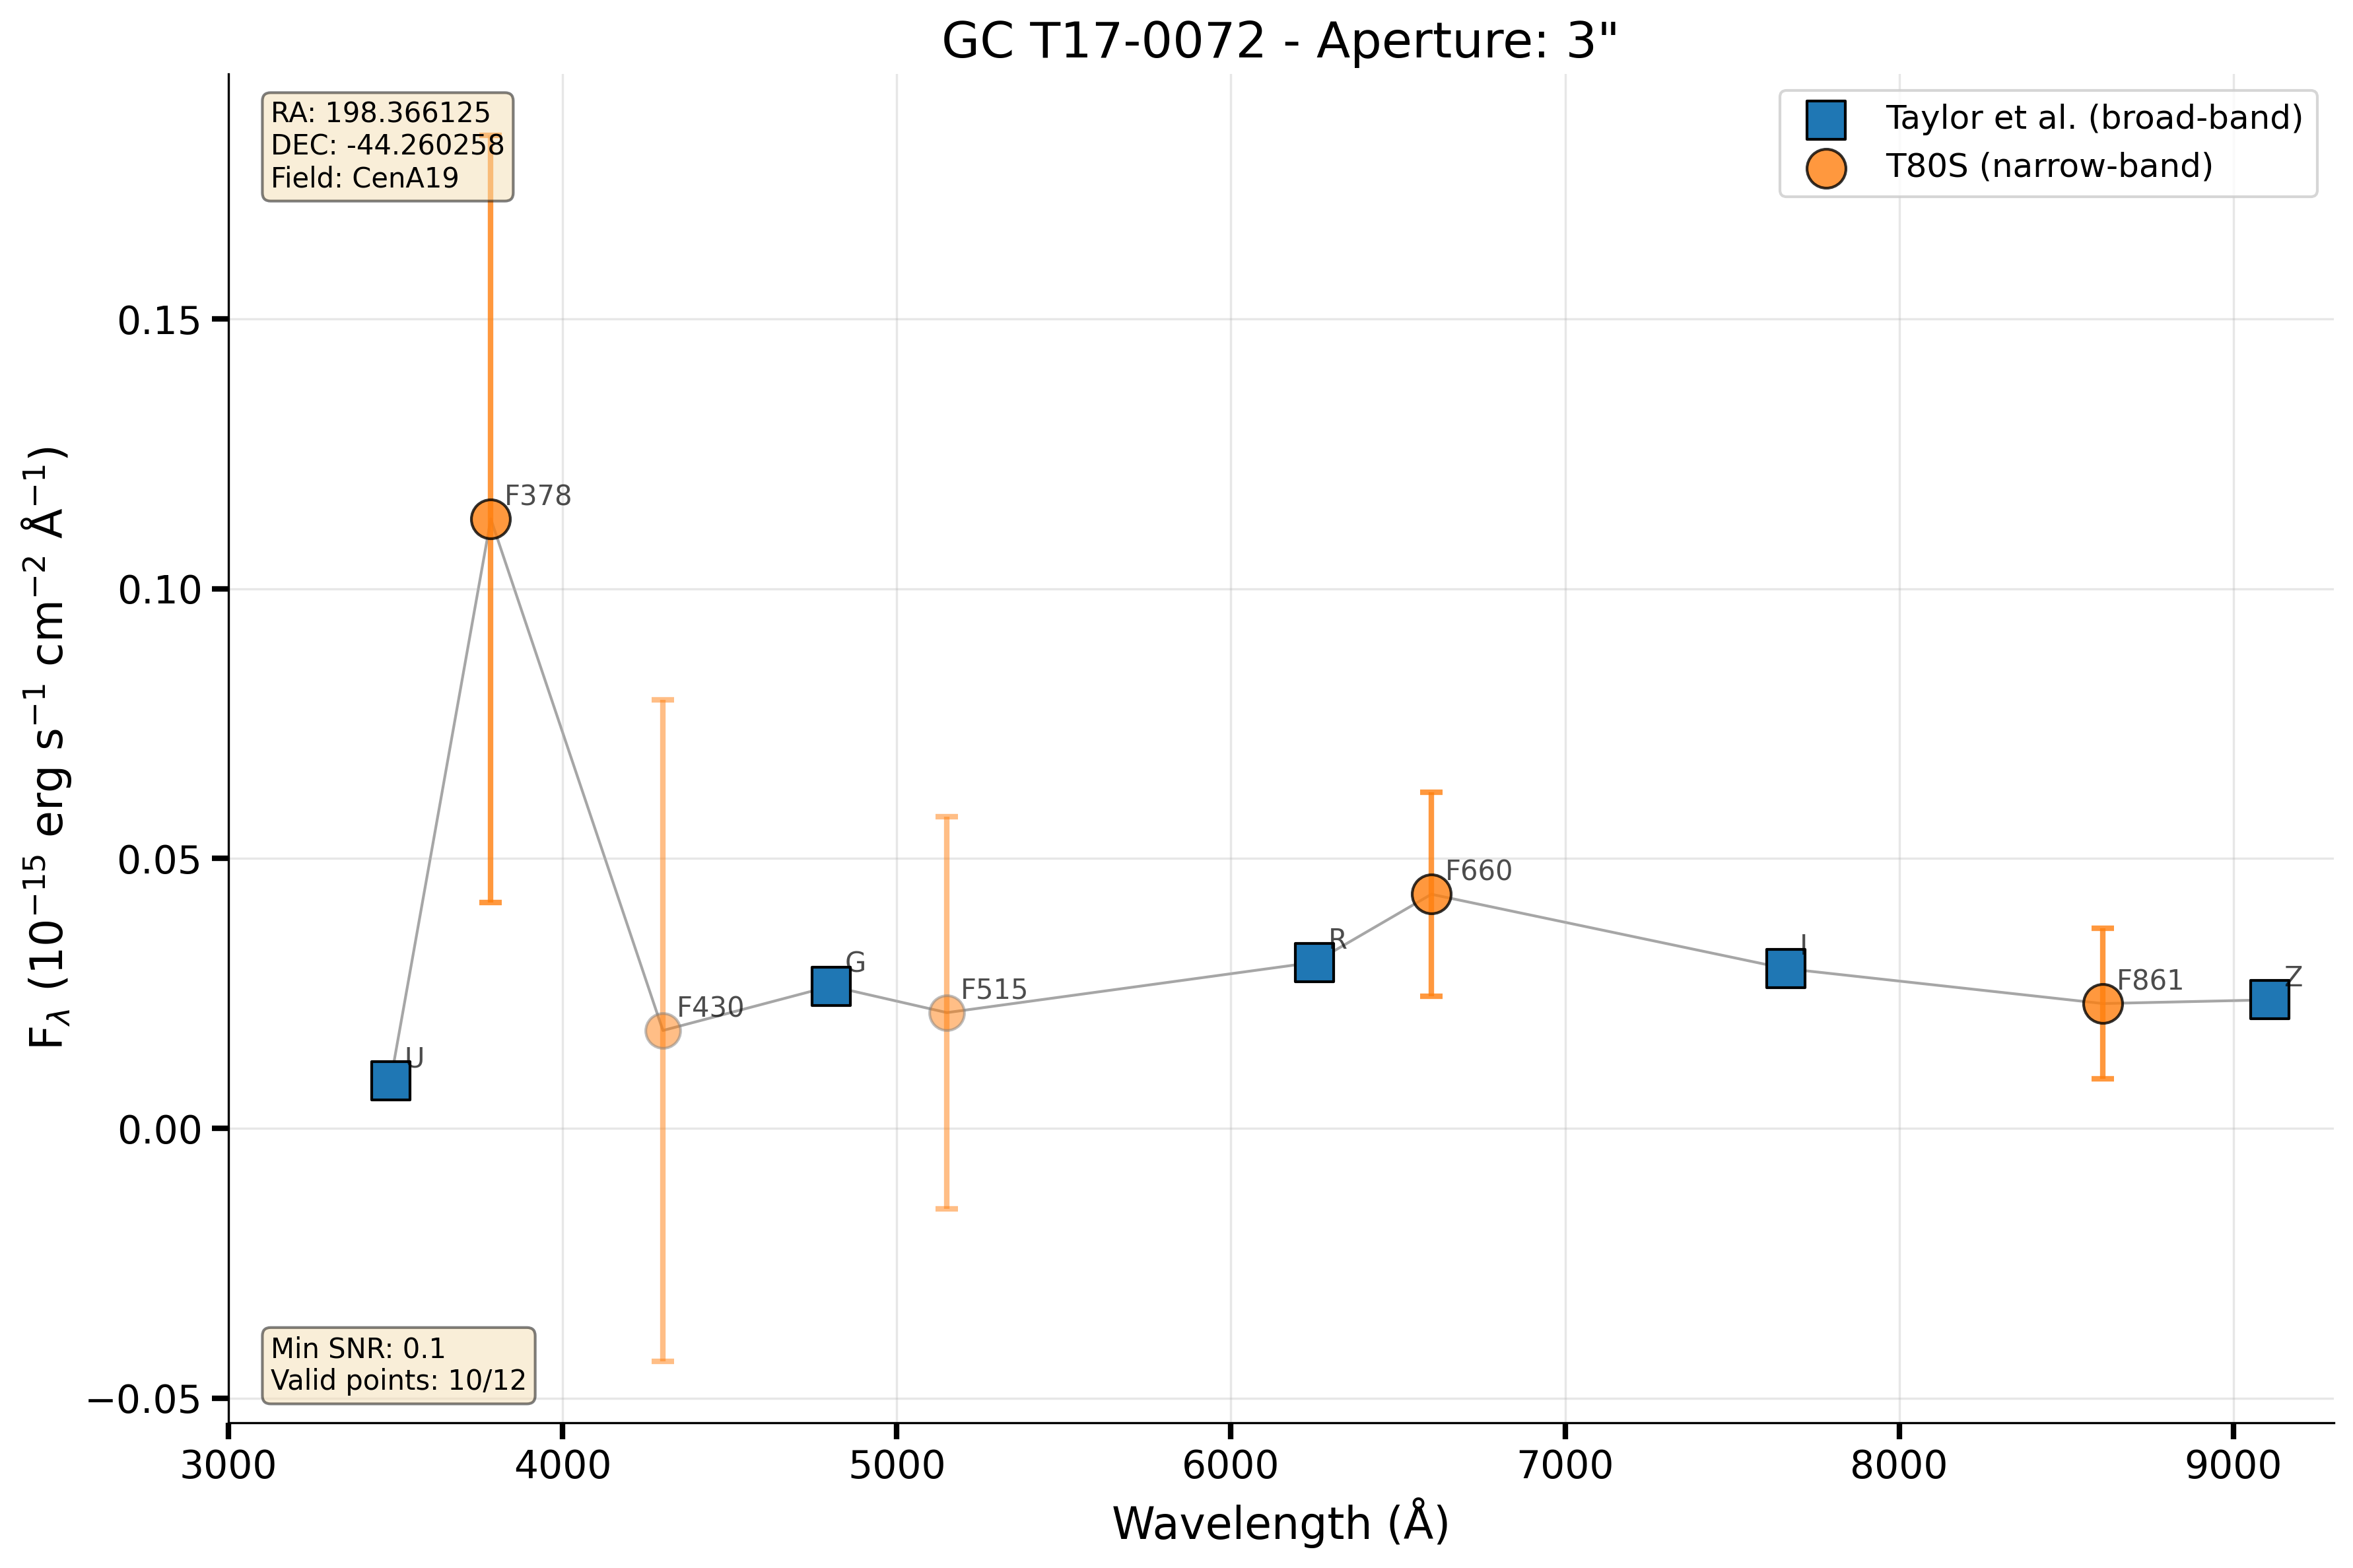 GC T17-0072 - Aperture: 3"
RA: 198.366125
DEC: -44.260258
Field: CenA19
Taylor et al. (broad-band)
T80S (narrow-band)
F378
F430
F515
F660
F861
U
G
R
I
Z
0.15
0.10
0.05
0.00
−0.05
Fλ (10⁻¹⁵ erg s⁻¹ cm⁻² Å⁻¹)
Min SNR: 0.1
Valid points: 10/12
3000 4000 5000 6000 7000 8000 9000
Wavelength (Å)